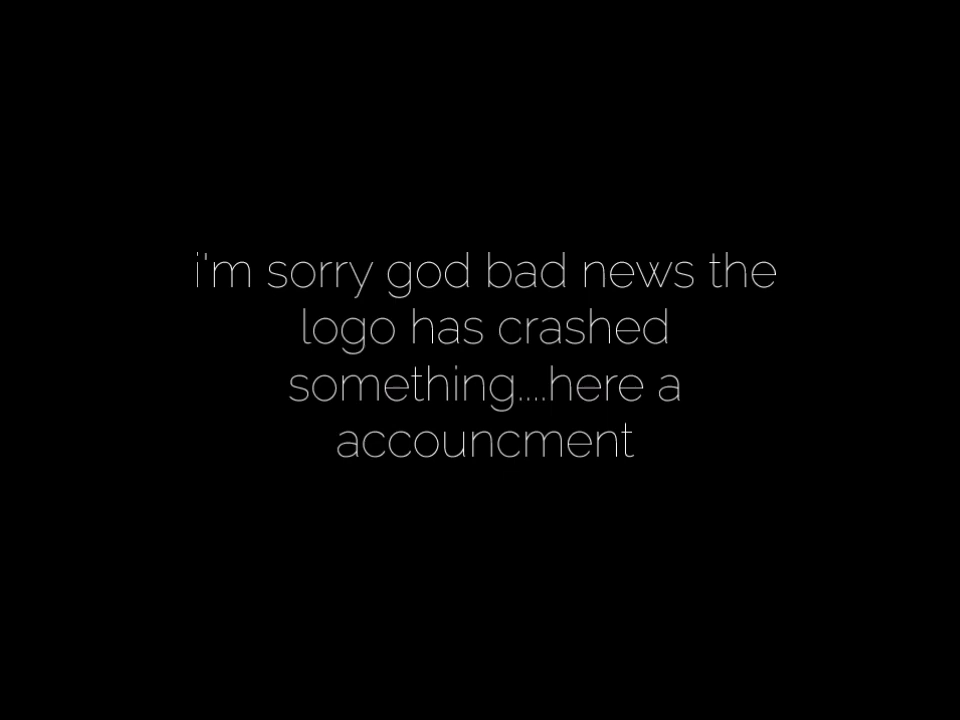 i'm sorry god bad news the
logo has crashed
something....here a
accouncment